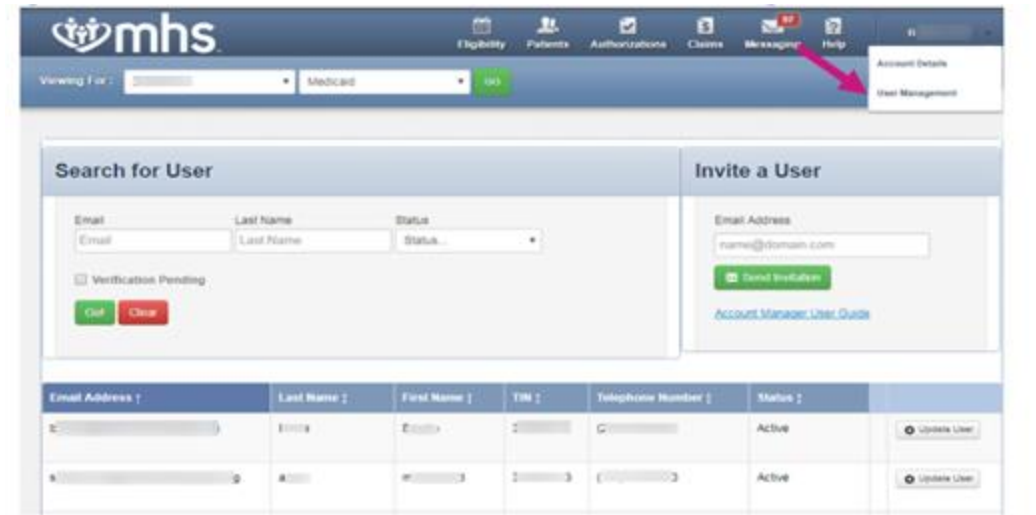 mhs
Eligibility Patients Authorizations Claims Messaging Help
Account Details
User Management
Viewing For : Medicaid GO
Search for User Invite a User
Email Last Name Status Email Address
Email Last Name Status... name@domain.com
Verification Pending Send Invitation
Go! Clear Account Manager User Guide
Email Address ↑ Last Name ↕ First Name ↕ TIN ↕ Telephone Number ↕ Status ↕
Active Update User
Active Update User